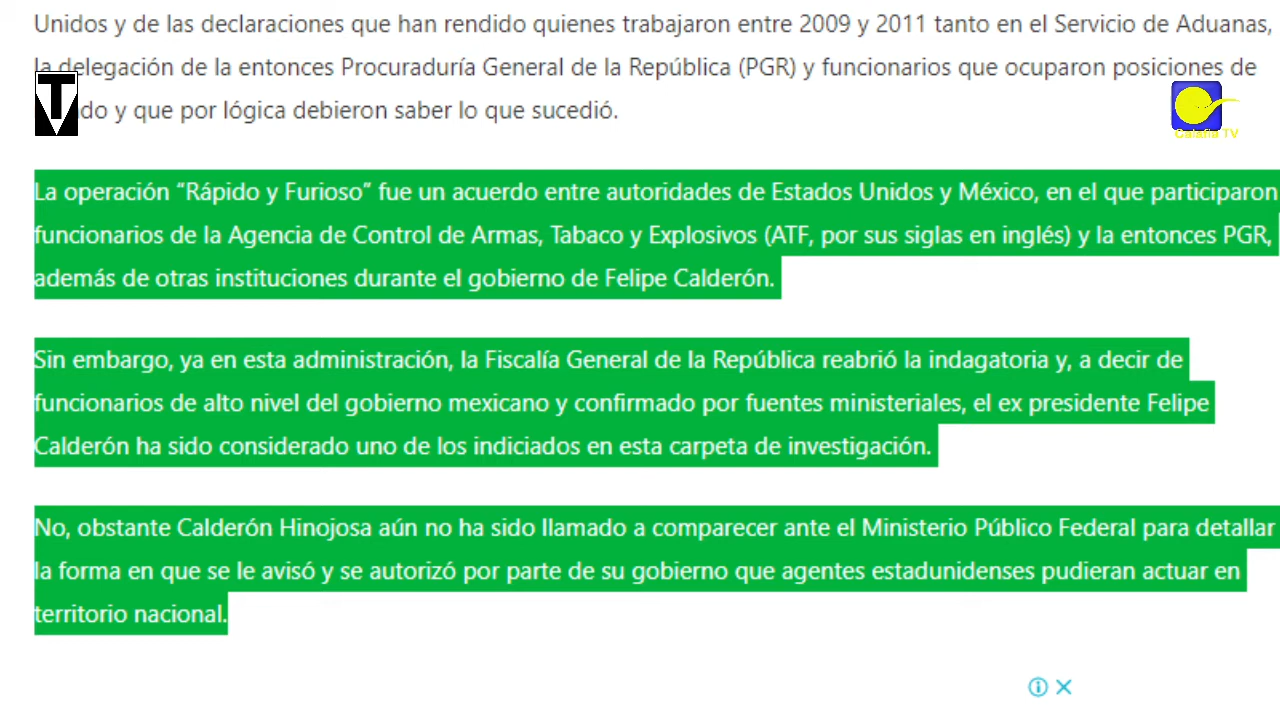 Unidos y de las declaraciones que han rendido quienes trabajaron entre 2009 y 2011 tanto en el Servicio de Aduanas,
la delegación de la entonces Procuraduría General de la República (PGR) y funcionarios que ocuparon posiciones de
do y que por lógica debieron saber lo que sucedió.
TV
Calafia TV
La operación “Rápido y Furioso” fue un acuerdo entre autoridades de Estados Unidos y México, en el que participaron
funcionarios de la Agencia de Control de Armas, Tabaco y Explosivos (ATF, por sus siglas en inglés) y la entonces PGR,
además de otras instituciones durante el gobierno de Felipe Calderón.
Sin embargo, ya en esta administración, la Fiscalía General de la República reabrió la indagatoria y, a decir de
funcionarios de alto nivel del gobierno mexicano y confirmado por fuentes ministeriales, el ex presidente Felipe
Calderón ha sido considerado uno de los indiciados en esta carpeta de investigación.
No, obstante Calderón Hinojosa aún no ha sido llamado a comparecer ante el Ministerio Público Federal para detallar
la forma en que se le avisó y se autorizó por parte de su gobierno que agentes estadunidenses pudieran actuar en
territorio nacional.